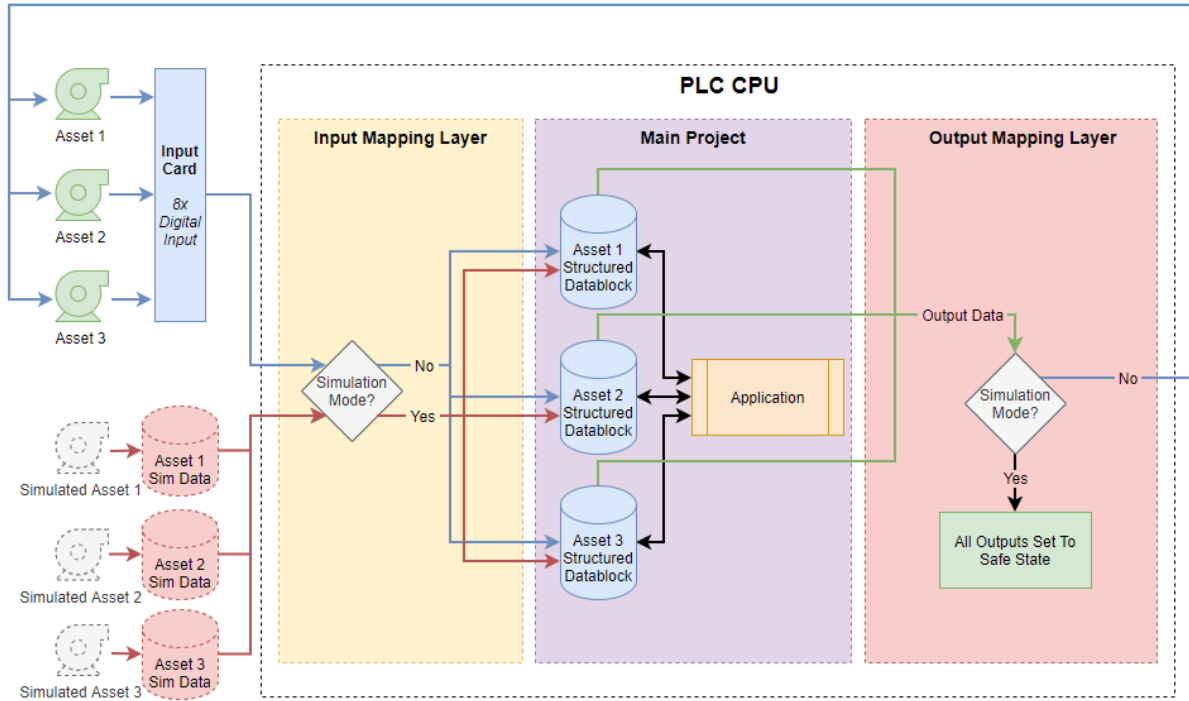 PLC CPU
Asset 1
Asset 2
Asset 3
Input
Card
8x
Digital
Input
Simulated Asset 1
Simulated Asset 2
Simulated Asset 3
Asset 1
Sim Data
Asset 2
Sim Data
Asset 3
Sim Data
Input Mapping Layer
Simulation
Mode?
No
Yes
Main Project
Asset 1
Structured
Datablock
Asset 2
Structured
Datablock
Asset 3
Structured
Datablock
Application
Output Mapping Layer
Output Data
Simulation
Mode?
No
Yes
All Outputs Set To
Safe State